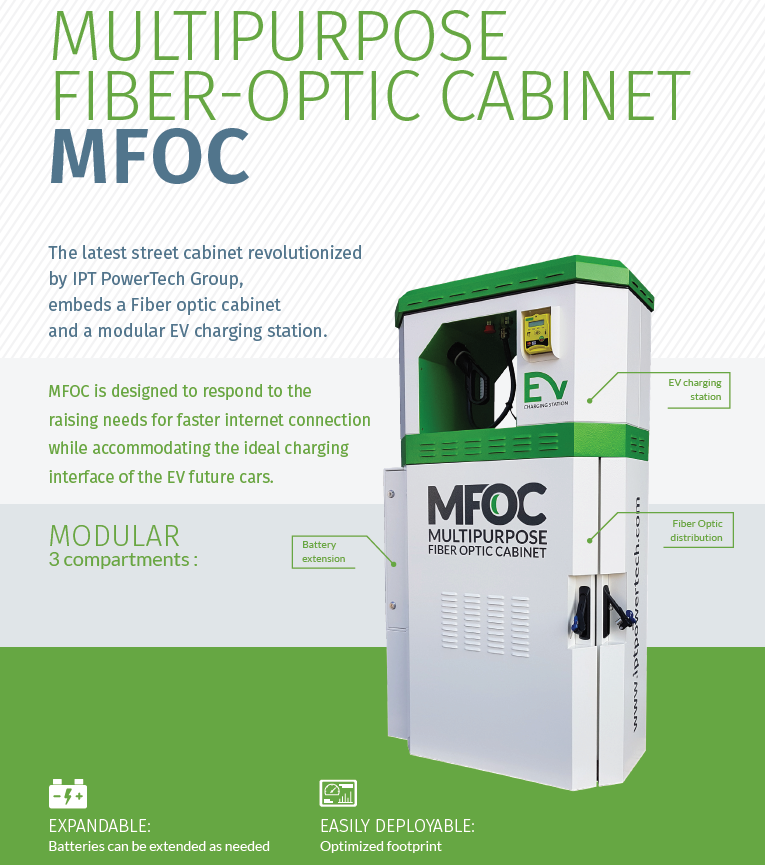 MULTIPURPOSE
FIBER-OPTIC CABINET
MFOC
The latest street cabinet revolutionized
by IPT PowerTech Group,
embeds a Fiber optic cabinet
and a modular EV charging station.
MFOC is designed to respond to the
raising needs for faster internet connection
while accommodating the ideal charging
interface of the EV future cars.
MODULAR
3 compartments :
EV charging
station
Battery
extension
Fiber Optic
distribution
EV
CHARGING STATION
MFOC
MULTIPURPOSE
FIBER OPTIC CABINET
www.iptpowertech.com
EXPANDABLE:
Batteries can be extended as needed
EASILY DEPLOYABLE:
Optimized footprint